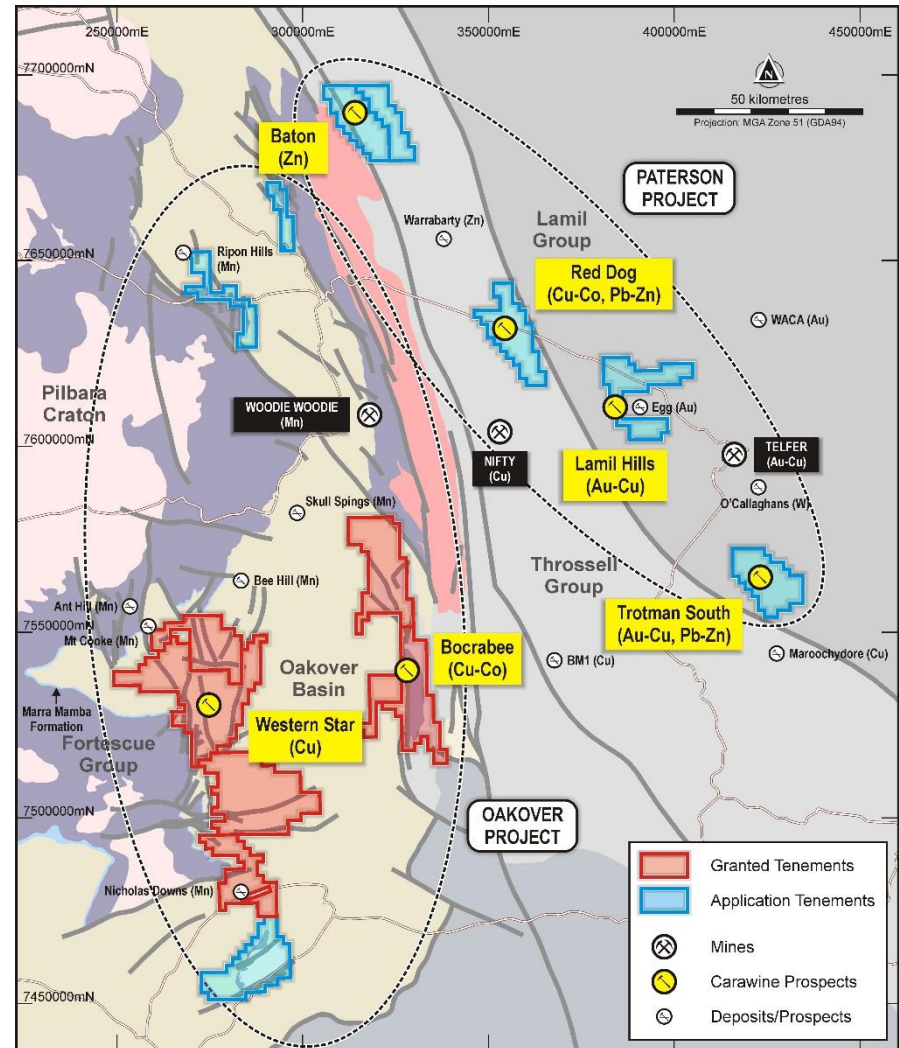 250000mE
300000mE
350000mE
400000mE
450000mE
7700000mN
N
50 kilometres
Projection: MGA Zone 51 (GDA94)
Baton
(Zn)
PATERSON
PROJECT
Warrabarty (Zn)
Lamil
Group
7650000mN
Ripon Hills
(Mn)
Red Dog
(Cu-Co, Pb-Zn)
WACA (Au)
Pilbara
Craton
WOODIE WOODIE
(Mn)
Egg (Au)
7600000mN
NIFTY
(Cu)
Lamil Hills
(Au-Cu)
TELFER
(Au-Cu)
O'Callaghans (W)
Skull Spings (Mn)
Throssell
Group
Bee Hill (Mn)
Ant Hill (Mn)
Mt Cooke (Mn)
7550000mN
Trotman South
(Au-Cu, Pb-Zn)
Bocrabee
(Cu-Co)
BM1 (Cu)
Maroochydore (Cu)
Oakover
Basin
Marra Mamba
Formation
Western Star
(Cu)
Fortescue
Group
7500000mN
OAKOVER
PROJECT
Nicholas Downs (Mn)
7450000mN
Granted Tenements
Application Tenements
Mines
Carawine Prospects
Deposits/Prospects